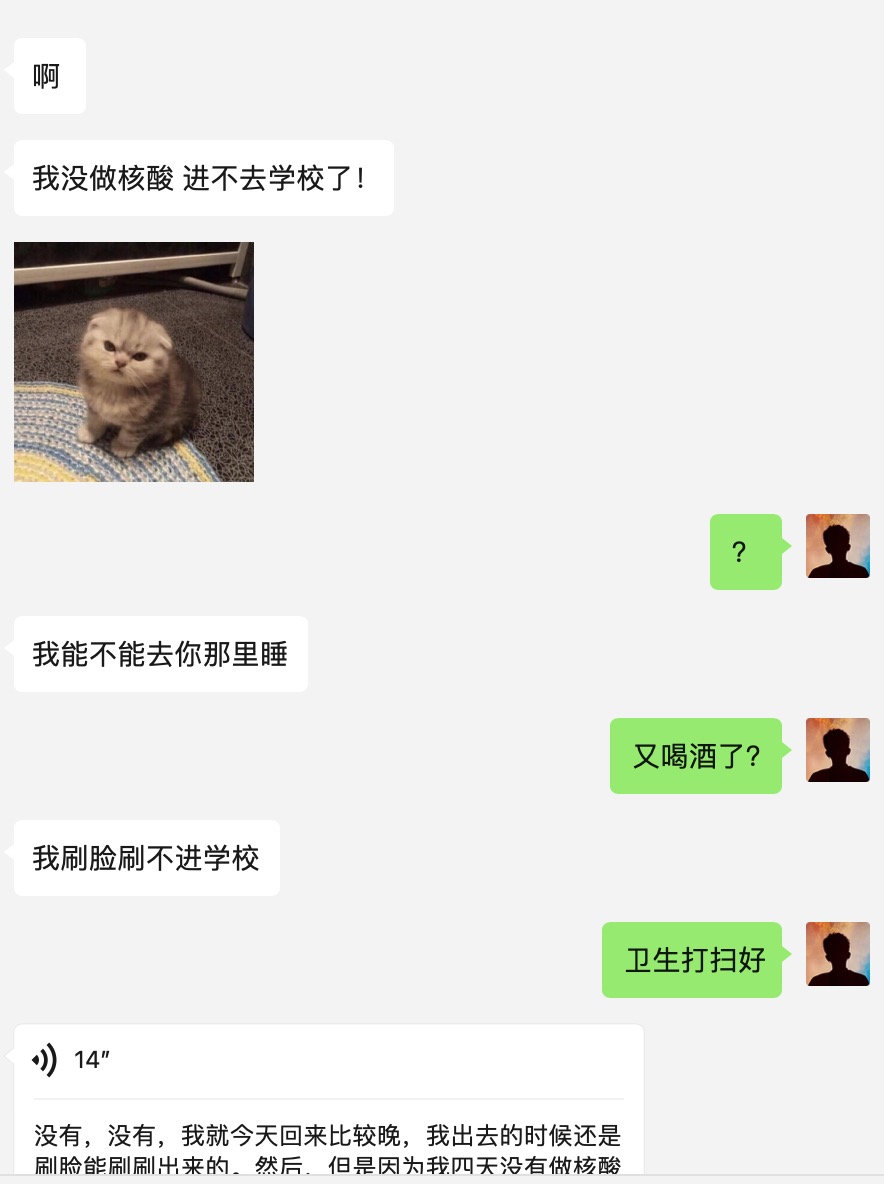 啊
我没做核酸 进不去学校了！
？
我能不能去你那里睡
又喝酒了？
我刷脸刷不进学校
卫生打扫好
14"
没有，没有，我就今天回来比较晚，我出去的时候还是
刷脸能刷刷出来的。然后，但是因为我四天没有做核酸